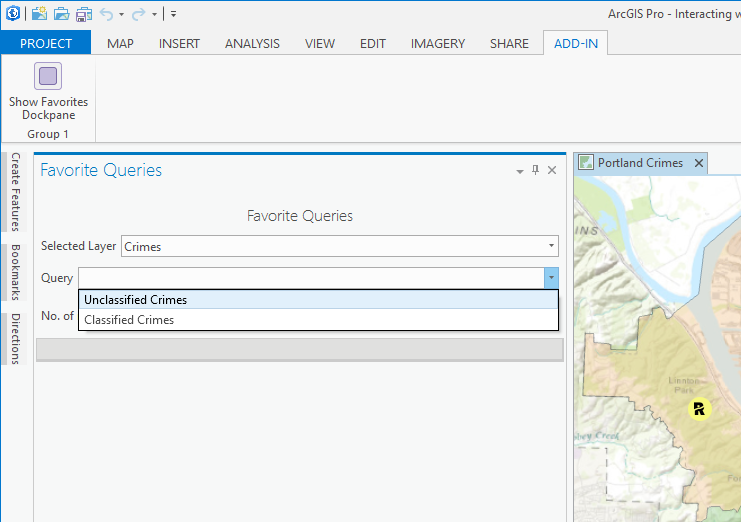 ArcGIS Pro - Interacting w
PROJECT MAP INSERT ANALYSIS VIEW EDIT IMAGERY SHARE ADD-IN
Show Favorites
Dockpane
Group 1
Create Features
Bookmarks
Directions
Favorite Queries
Favorite Queries
Selected Layer Crimes
Query
Unclassified Crimes
Classified Crimes
No. of
Portland Crimes
INS
Linnton
Park
R
bey Creek